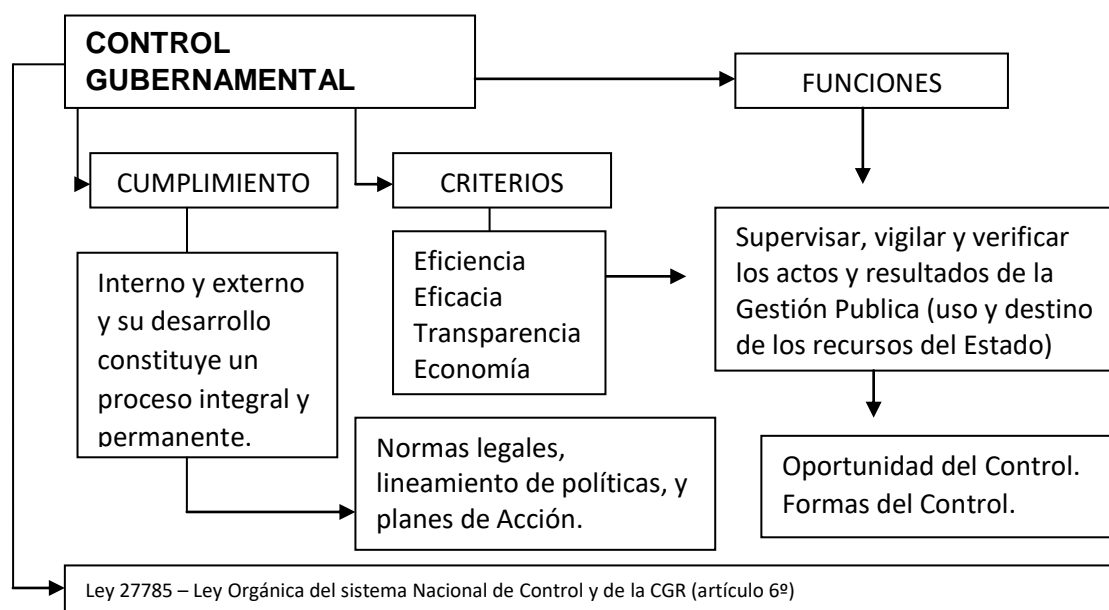 CONTROL
GUBERNAMENTAL
FUNCIONES
CUMPLIMIENTO
CRITERIOS
Interno y externo
y su desarrollo
constituye un
proceso integral y
permanente.
Eficiencia
Eficacia
Transparencia
Economía
Supervisar, vigilar y verificar
los actos y resultados de la
Gestión Publica (uso y destino
de los recursos del Estado)
Normas legales,
lineamiento de políticas, y
planes de Acción.
Oportunidad del Control.
Formas del Control.
Ley 27785 – Ley Orgánica del sistema Nacional de Control y de la CGR (artículo 6º)